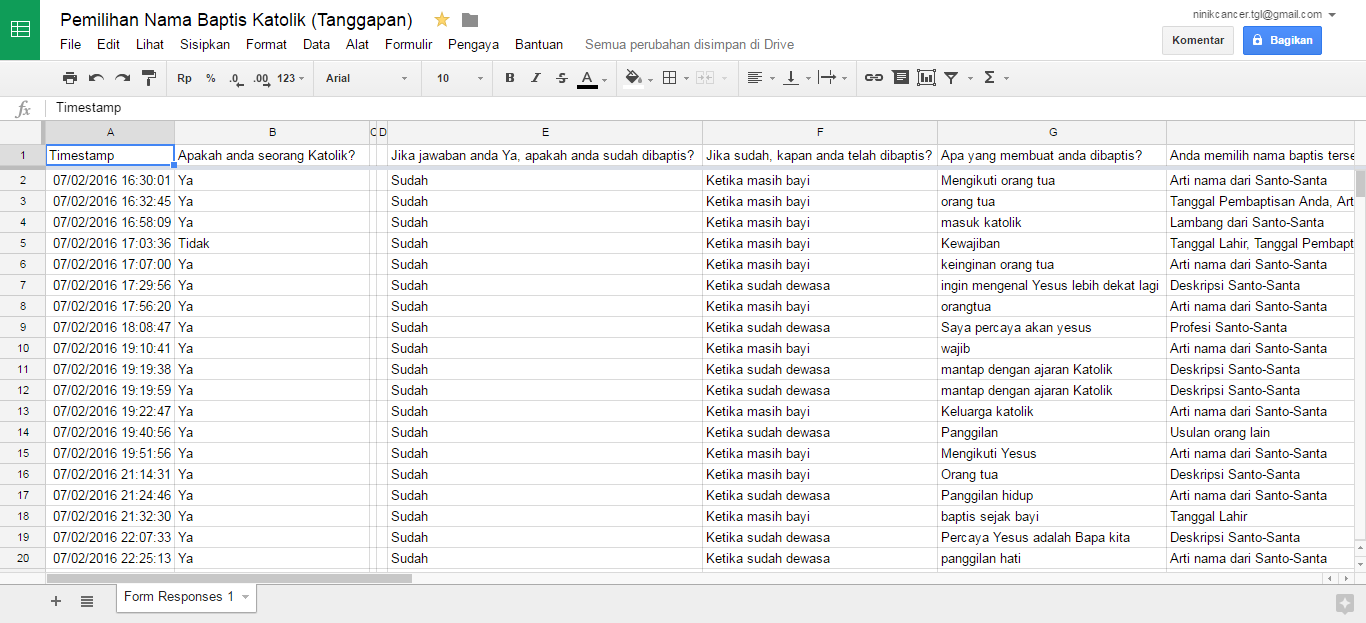 Pemilihan Nama Baptis Katolik (Tanggapan)
ninikcancer.tgl@gmail.com
File Edit Lihat Sisipkan Format Data Alat Formulir Pengaya Bantuan Semua perubahan disimpan di Drive
Komentar Bagikan
Rp % .0 .00 123 Arial 10 B I S A Σ
fx Timestamp
A B C D E F G
1 Timestamp Apakah anda seorang Katolik? Jika jawaban anda Ya, apakah anda sudah dibaptis? Jika sudah, kapan anda telah dibaptis? Apa yang membuat anda dibaptis? Anda memilih nama baptis terse
2 07/02/2016 16:30:01 Ya Sudah Ketika masih bayi Mengikuti orang tua Arti nama dari Santo-Santa
3 07/02/2016 16:32:45 Ya Sudah Ketika masih bayi orang tua Tanggal Pembaptisan Anda, Art
4 07/02/2016 16:58:09 Ya Sudah Ketika masih bayi masuk katolik Lambang dari Santo-Santa
5 07/02/2016 17:03:36 Tidak Sudah Ketika masih bayi Kewajiban Tanggal Lahir, Tanggal Pembapt
6 07/02/2016 17:07:00 Ya Sudah Ketika masih bayi keinginan orang tua Arti nama dari Santo-Santa
7 07/02/2016 17:29:56 Ya Sudah Ketika sudah dewasa ingin mengenal Yesus lebih dekat lagi Deskripsi Santo-Santa
8 07/02/2016 17:56:20 Ya Sudah Ketika masih bayi orangtua Arti nama dari Santo-Santa
9 07/02/2016 18:08:47 Ya Sudah Ketika sudah dewasa Saya percaya akan yesus Profesi Santo-Santa
10 07/02/2016 19:10:41 Ya Sudah Ketika masih bayi wajib Arti nama dari Santo-Santa
11 07/02/2016 19:19:38 Ya Sudah Ketika sudah dewasa mantap dengan ajaran Katolik Deskripsi Santo-Santa
12 07/02/2016 19:19:59 Ya Sudah Ketika sudah dewasa mantap dengan ajaran Katolik Deskripsi Santo-Santa
13 07/02/2016 19:22:47 Ya Sudah Ketika masih bayi Keluarga katolik Arti nama dari Santo-Santa
14 07/02/2016 19:40:56 Ya Sudah Ketika sudah dewasa Panggilan Usulan orang lain
15 07/02/2016 19:51:56 Ya Sudah Ketika masih bayi Mengikuti Yesus Arti nama dari Santo-Santa
16 07/02/2016 21:14:31 Ya Sudah Ketika masih bayi Orang tua Deskripsi Santo-Santa
17 07/02/2016 21:24:46 Ya Sudah Ketika sudah dewasa Panggilan hidup Arti nama dari Santo-Santa
18 07/02/2016 21:32:30 Ya Sudah Ketika masih bayi baptis sejak bayi Tanggal Lahir
19 07/02/2016 22:07:33 Ya Sudah Ketika sudah dewasa Percaya Yesus adalah Bapa kita Deskripsi Santo-Santa
20 07/02/2016 22:25:13 Ya Sudah Ketika sudah dewasa panggilan hati Arti nama dari Santo-Santa
Form Responses 1